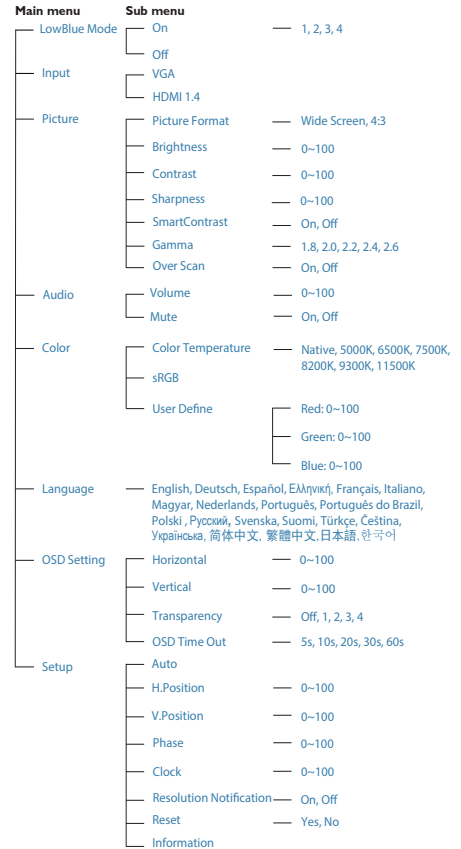 Main menu Sub menu
LowBlue Mode On 1, 2, 3, 4
Off
Input VGA
HDMI 1.4
Picture Picture Format Wide Screen, 4:3
Brightness 0~100
Contrast 0~100
Sharpness 0~100
SmartContrast On, Off
Gamma 1.8, 2.0, 2.2, 2.4, 2.6
Over Scan On, Off
Audio Volume 0~100
Mute On, Off
Color Color Temperature Native, 5000K, 6500K, 7500K,
8200K, 9300K, 11500K
sRGB
User Define Red: 0~100
Green: 0~100
Blue: 0~100
Language English, Deutsch, Español, Ελληνική, Français, Italiano,
Magyar, Nederlands, Português, Português do Brazil,
Polski , Русский, Svenska, Suomi, Türkçe, Čeština,
Українська, 简体中文, 繁體中文,日本語,한국어
OSD Setting Horizontal 0~100
Vertical 0~100
Transparency Off, 1, 2, 3, 4
OSD Time Out 5s, 10s, 20s, 30s, 60s
Setup Auto
H.Position 0~100
V.Position 0~100
Phase 0~100
Clock 0~100
Resolution Notification On, Off
Reset Yes, No
Information